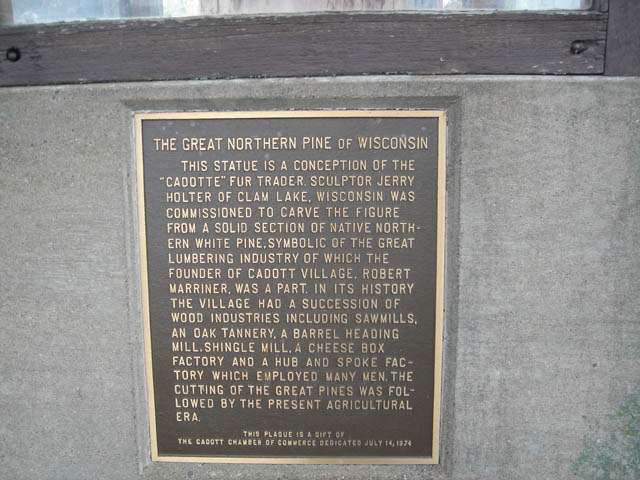 THE GREAT NORTHERN PINE OF WISCONSIN
THIS STATUE IS A CONCEPTION OF THE
"CADOTTE" FUR TRADER. SCULPTOR JERRY
HOLTER OF CLAM LAKE, WISCONSIN WAS
COMMISSIONED TO CARVE THE FIGURE
FROM A SOLID SECTION OF NATIVE NORTH-
ERN WHITE PINE. SYMBOLIC OF THE GREAT
LUMBERING INDUSTRY OF WHICH THE
FOUNDER OF CADOTT VILLAGE, ROBERT
MARRINER, WAS A PART. IN ITS HISTORY
THE VILLAGE HAD A SUCCESSION OF
WOOD INDUSTRIES INCLUDING SAWMILLS,
AN OAK TANNERY, A BARREL HEADING
MILL, SHINGLE MILL, A CHEESE BOX
FACTORY AND A HUB AND SPOKE FAC-
TORY WHICH EMPLOYED MANY MEN. THE
CUTTING OF THE GREAT PINES WAS FOL-
LOWED BY THE PRESENT AGRICULTURAL
ERA.
THIS PLAQUE IS A GIFT OF
THE CADOTT CHAMBER OF COMMERCE DEDICATED JULY 14, 1974